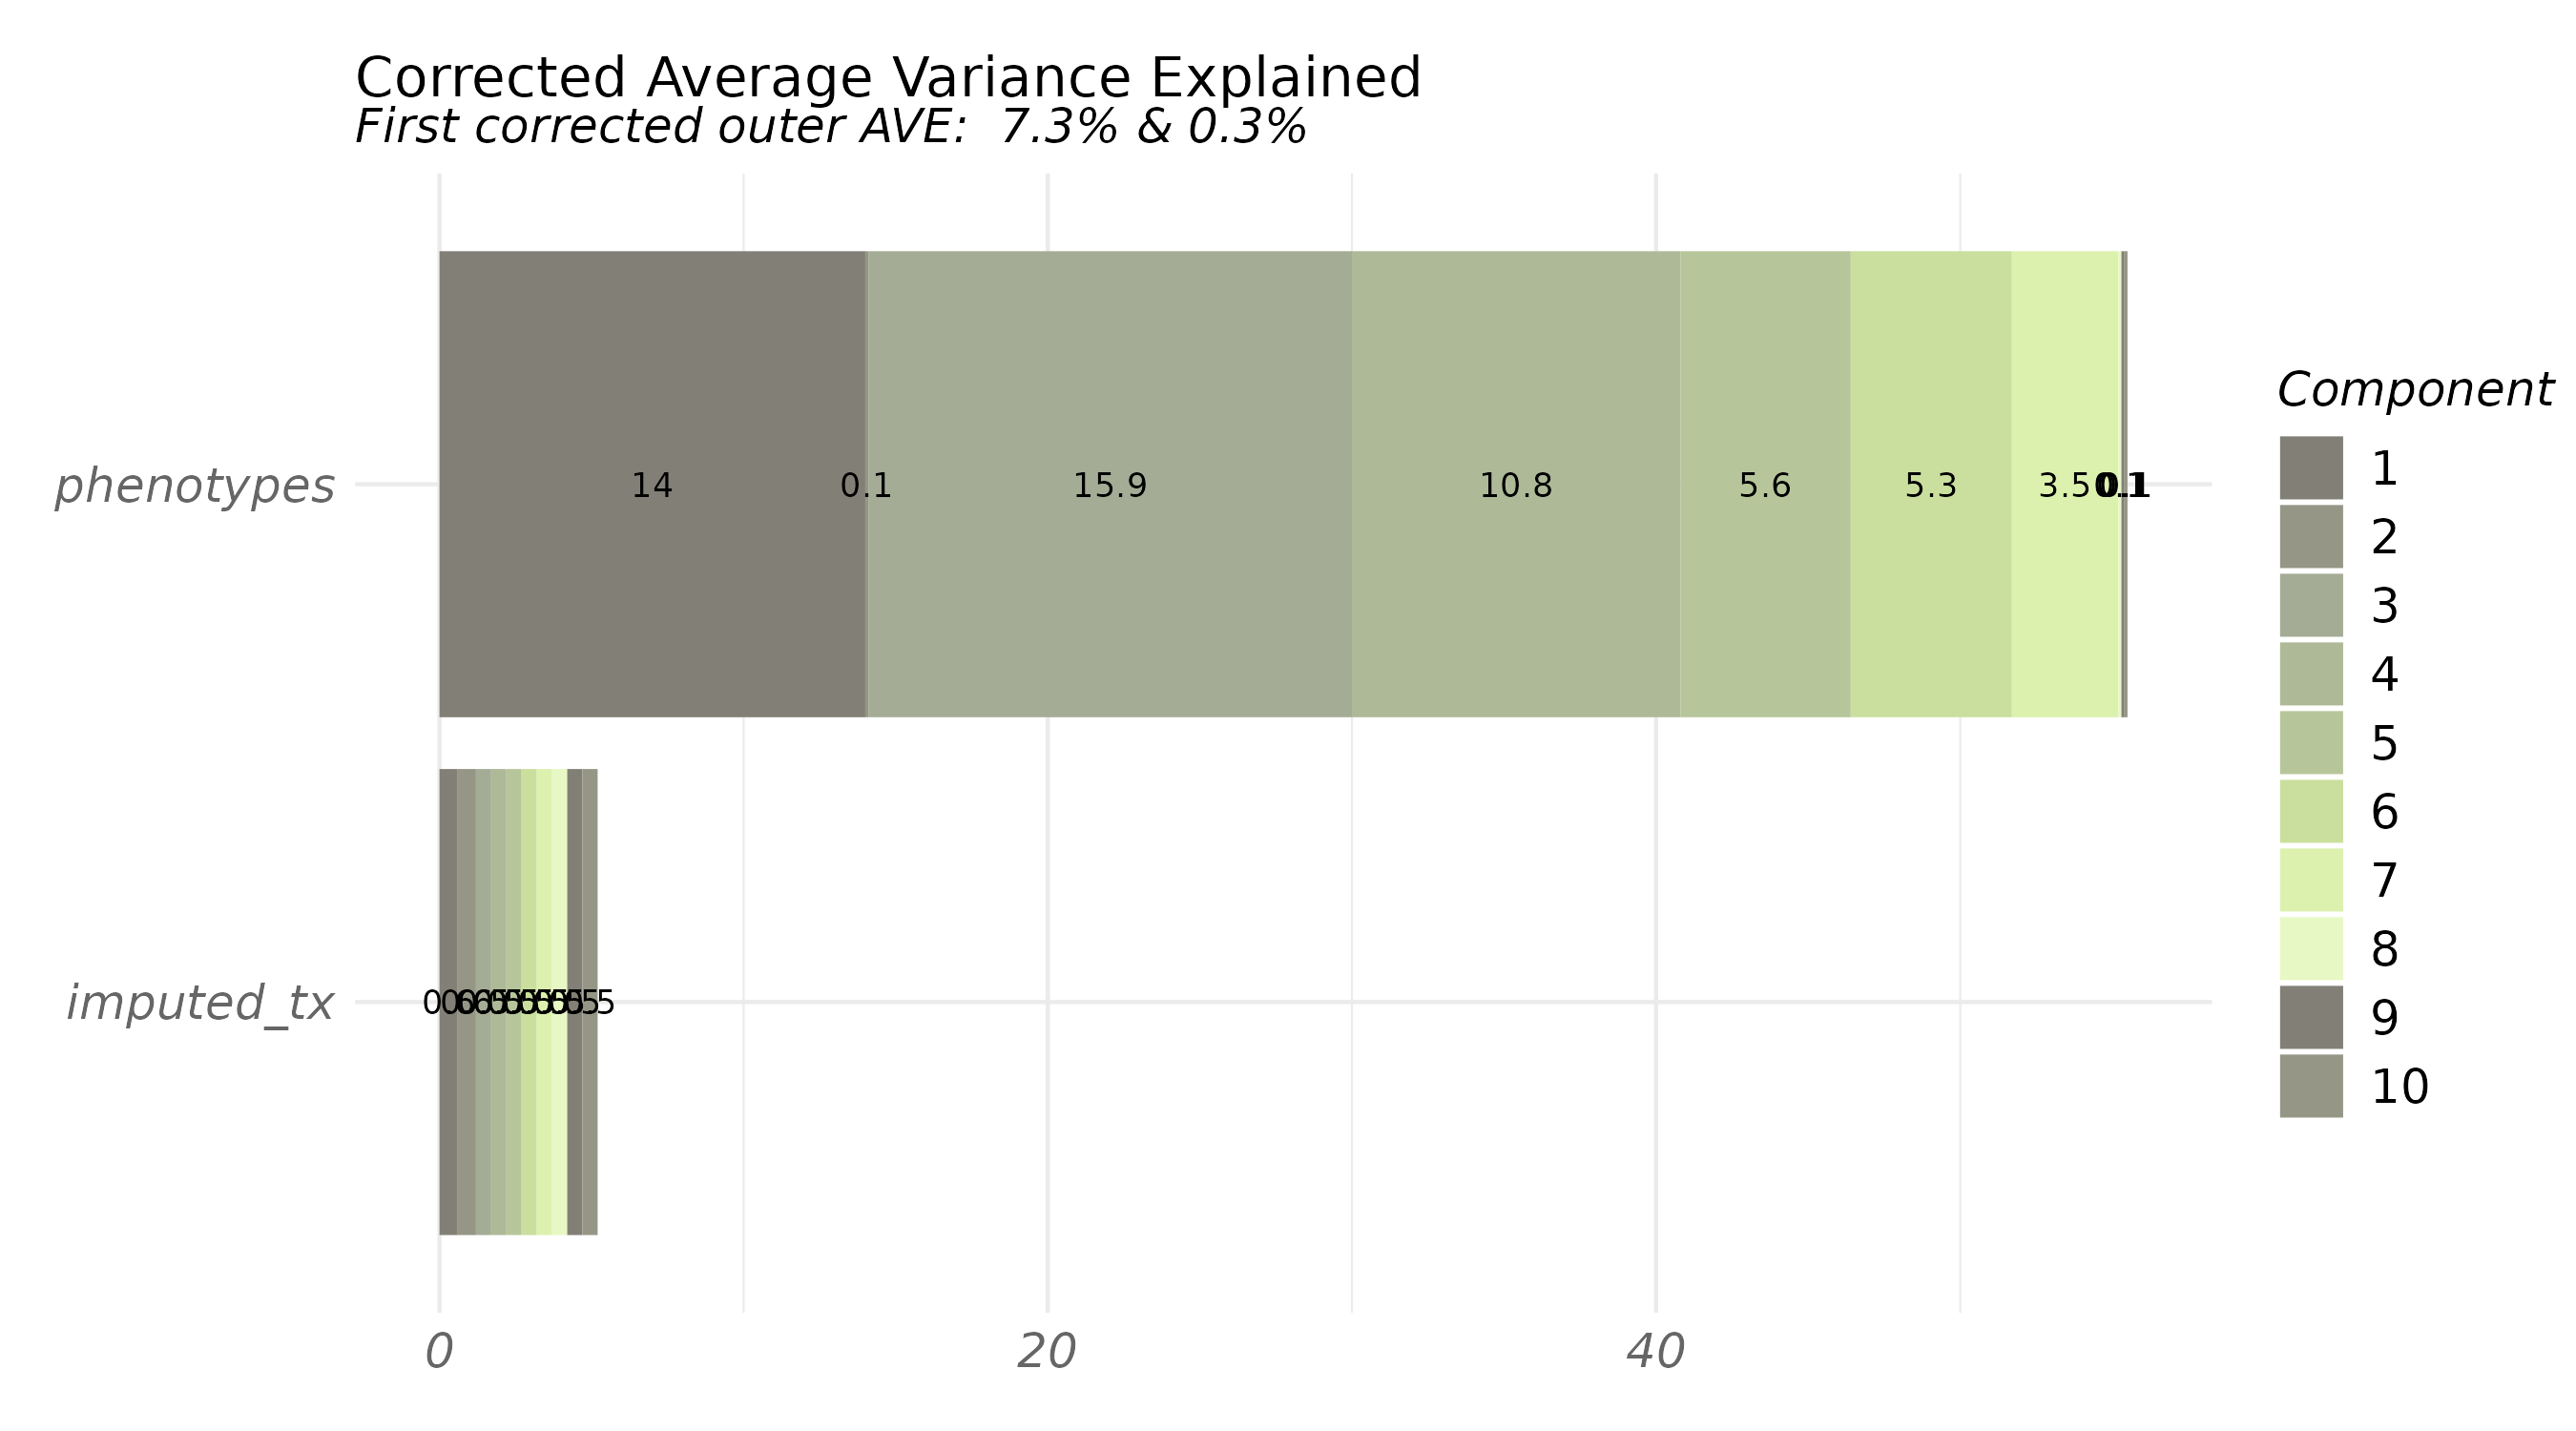 Corrected Average Variance Explained
First corrected outer AVE: 7.3% & 0.3%
phenotypes
14 0.1 15.9 10.8 5.6 5.3 3.5
imputed_tx
0 20 40
Component
1
2
3
4
5
6
7
8
9
10